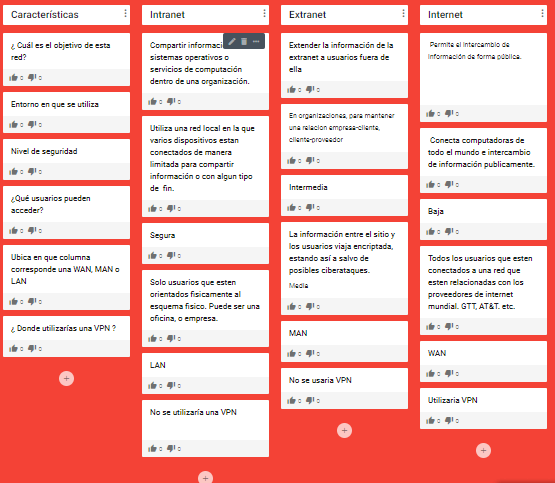 Características
¿ Cuál es el objetivo de esta
red?
0 0
Entorno en que se utiliza
0 0
Nivel de seguridad
0 0
¿Qué usuarios pueden
acceder?
0 0
Ubica en que columna
corresponde una WAN, MAN o
LAN
0 0
¿ Donde utilizarías una VPN ?
0 0
Intranet
Compartir
sistemas operativos o
servicios de computación
dentro de una organización.
0 0
Utiliza una red local en la que
varios dispositivos estan
conectados de manera
limitada para compartir
información o con algun tipo
de fin.
0 0
Segura
0 0
Solo usuarios que esten
orientados fisicamente al
esquema fisico. Puede ser una
oficina, o empresa.
0 0
LAN
0 0
No se utilizaría una VPN
0 0
Extranet
Extender la información de la
extranet a usuarios fuera de
ella
0 0
En organizaciones, para mantener
una relacion empresa-cliente,
cliente-proveedor
0 0
Intermedia
0 0
La información entre el sitio y
los usuarios viaja encriptada,
estando así a salvo de
posibles ciberataques.
Media
0 0
MAN
0 0
No se usaria VPN
0 0
Internet
Permite el intercambio de
información de forma pública.
0 0
Conecta computadoras de
todo el mundo e intercambio
de información publicamente.
0 0
Baja
0 0
Todos los usuarios que esten
conectados a una red que
esten relacionadas con los
proveedores de internet
mundial. GTT, AT&T. etc.
0 0
WAN
0 0
Utilizaria VPN
0 0